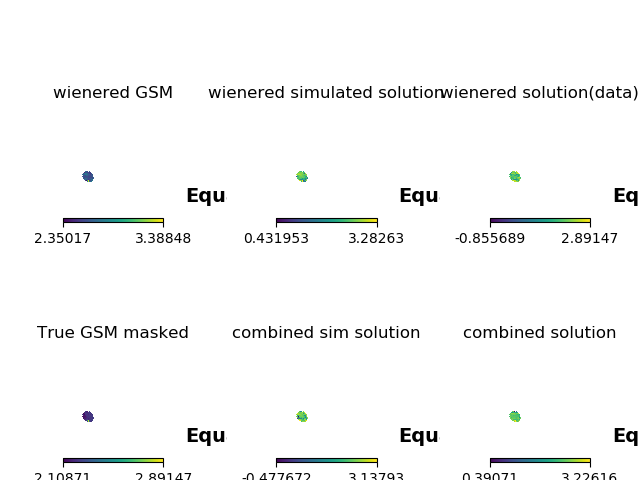 wienered GSM
wienered simulated solution
wienered solution(data)
Equ
Equ
Eq
2.35017 3.38848
0.431953 3.28263
-0.855689 2.89147
True GSM masked
combined sim solution
combined solution
Equ
Equ
Eq
2.10871 2.89147
-0.477672 3.13793
0.39071 3.22616